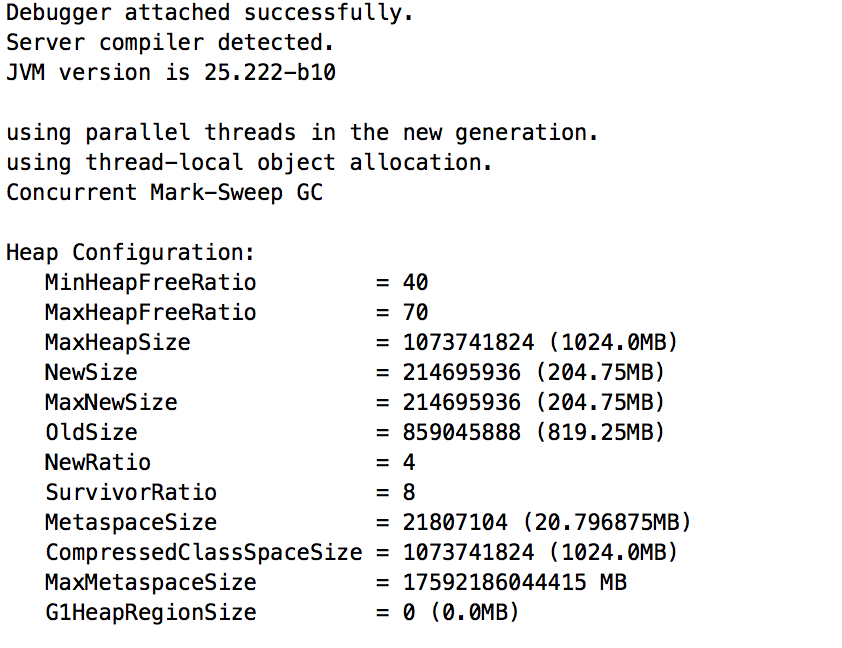 Debugger attached successfully.
Server compiler detected.
JVM version is 25.222-b10
using parallel threads in the new generation.
using thread-local object allocation.
Concurrent Mark-Sweep GC
Heap Configuration:
MinHeapFreeRatio = 40
MaxHeapFreeRatio = 70
MaxHeapSize = 1073741824 (1024.0MB)
NewSize = 214695936 (204.75MB)
MaxNewSize = 214695936 (204.75MB)
OldSize = 859045888 (819.25MB)
NewRatio = 4
SurvivorRatio = 8
MetaspaceSize = 21807104 (20.796875MB)
CompressedClassSpaceSize = 1073741824 (1024.0MB)
MaxMetaspaceSize = 17592186044415 MB
G1HeapRegionSize = 0 (0.0MB)